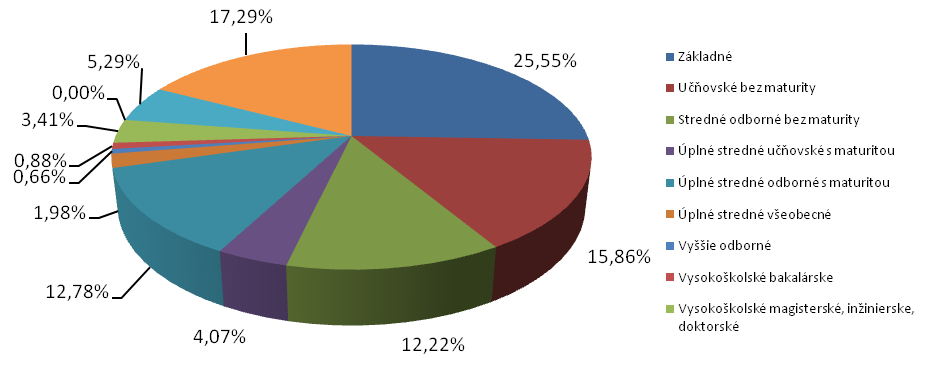 17,29%
25,55%
5,29%
0,00%
3,41%
0,88%
0,66%
1,98%
12,78%
4,07%
12,22%
15,86%
Základné
Učňovské bez maturity
Stredné odborné bez maturity
Úplné stredné učňovské s maturitou
Úplné stredné odborné s maturitou
Úplné stredné všeobecné
Vyššie odborné
Vysokoškolské bakalárske
Vysokoškolské magisterské, inžinierske,
doktorské